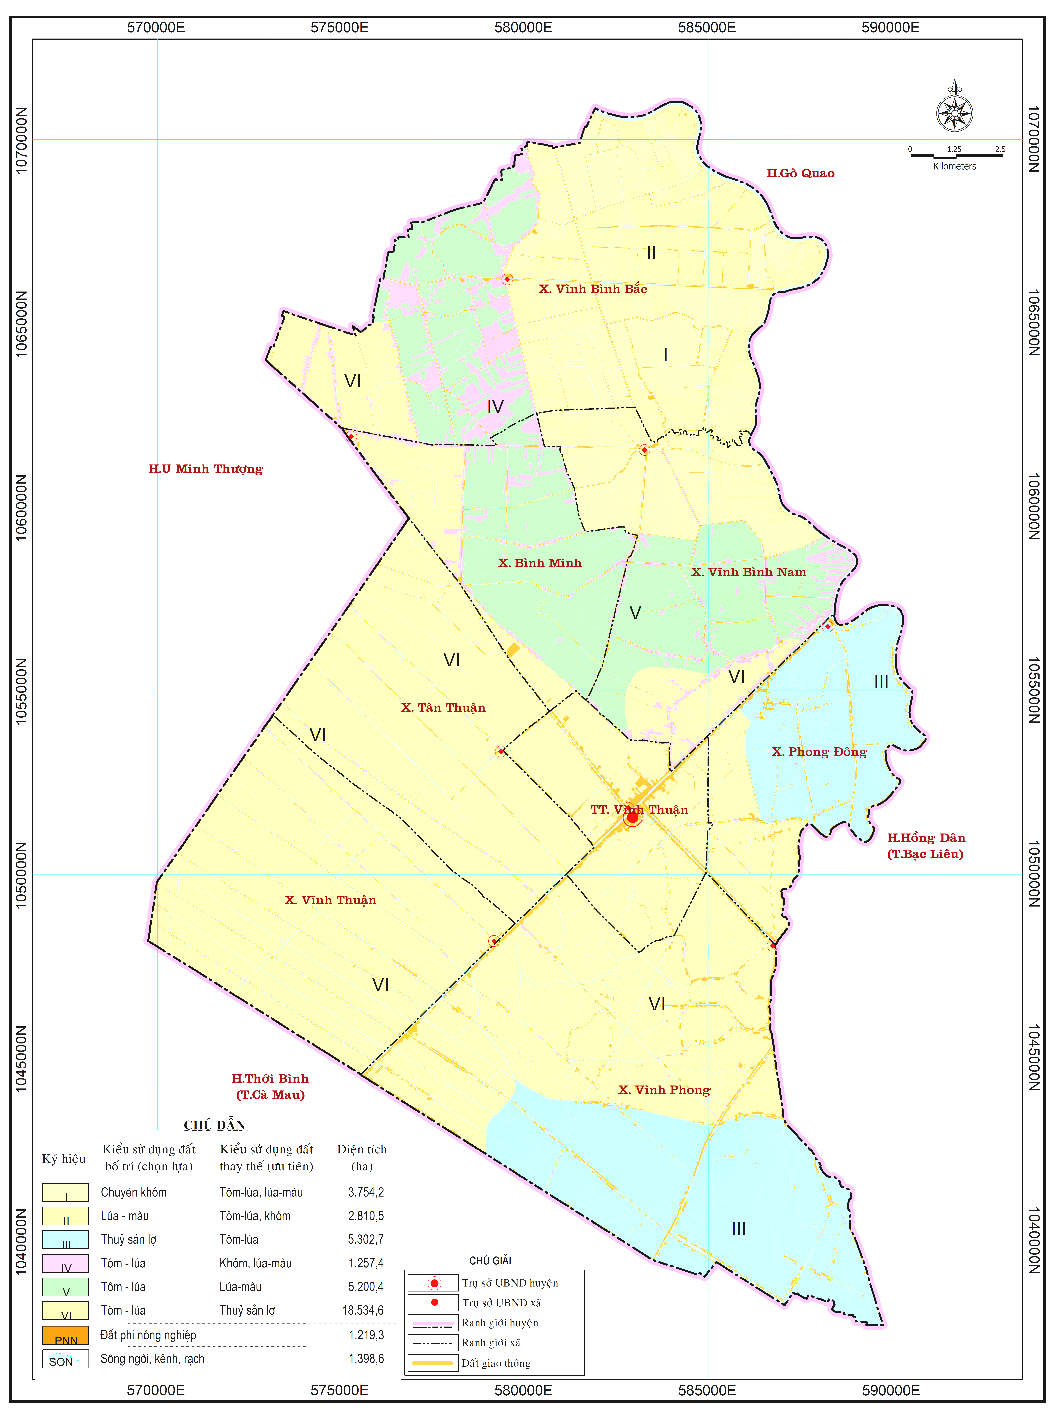 570000E 575000E 580000E 585000E 590000E
1070000N 1070000N
0 1.25 2.5
Kilometers
H.Gò Quao
II
X. Vĩnh Bình Bắc
1065000N 1065000N
I
VI
IV
H.U Minh Thượng
1060000N 1060000N
X. Bình Minh
X. Vĩnh Bình Nam
V
VI
VI
III
1055000N 1055000N
X. Tân Thuận
VI
X. Phong Đông
TT. Vĩnh Thuận
H.Hồng Dân
(T.Bạc Liên)
1050000N 1050000N
X. Vĩnh Thuận
VI
VI
1045000N 1045000N
H.Thới Bình
(T.Cà Mau)
X. Vĩnh Phong
III
1040000N 1040000N
CHÚ DẪN
Ký hiệu Kiểu sử dụng đất Kiểu sử dụng đất Diện tích
bố trí (chọn lựa) thay thế (ưu tiên) (ha)
I Chuyên khóm Tôm-lúa, lúa-màu 3.754,2
II Lúa - màu Tôm-lúa, khóm 2.810,5
III Thuỷ sản lợ Tôm-lúa 5.302,7
IV Tôm - lúa Khóm, lúa-màu 1.257,4
V Tôm - lúa Lúa-màu 5.200,4
VI Tôm - lúa Thuỷ sản lợ 18.534,6
PNN Đất phi nông nghiệp 1.219,3
SON Sông ngòi, kênh, rạch 1.398,6
CHÚ GIẢI
Trụ sở UBND huyện
Trụ sở UBND xã
Ranh giới huyện
Ranh giới xã
Đất giao thông
570000E 575000E 580000E 585000E 590000E